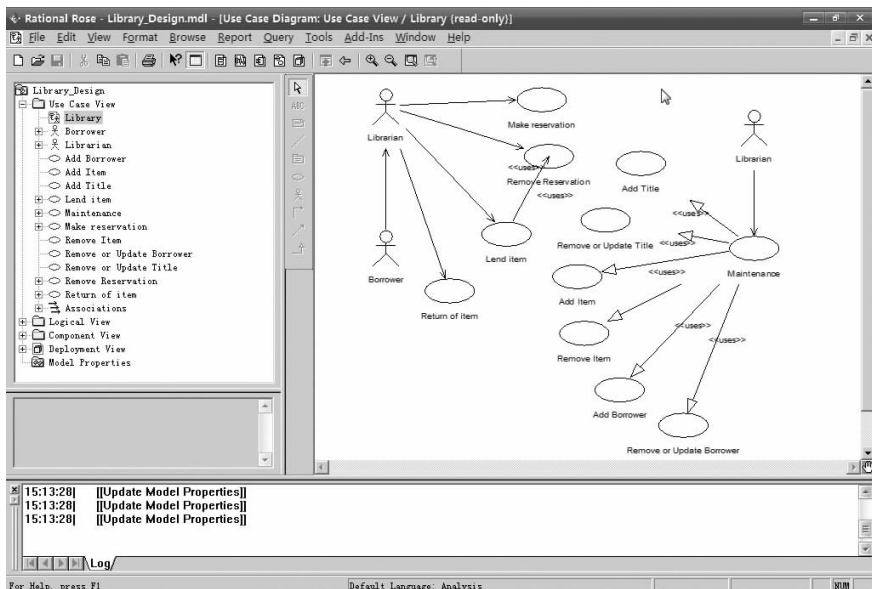 Rational Rose - Library_Design.mdl - [Use Case Diagram: Use Case View / Library (read-only)]
File Edit View Format Browse Report Query Tools Add-Ins Window Help
Library_Design
Use Case View
Library
Borrower
Librarian
Add Borrower
Add Item
Add Title
Lend item
Maintenance
Make reservation
Remove Item
Remove or Update Borrower
Remove or Update Title
Remove Reservation
Return of item
Associations
Logical View
Component View
Deployment View
Model Properties
ABC
Make reservation
Librarian
Librarian
<<uses>>
Remove Reservation
Add Title
<<uses>>
<<uses>>
Remove or Update Title
<<uses>>
Lend item
<<uses>>
Maintenance
Borrower
Add Item
Return of item
<<uses>>
<<uses>>
Remove Item
Add Borrower
Remove or Update Borrower
15:13:28| [[Update Model Properties]]
15:13:28| [[Update Model Properties]]
15:13:28| [[Update Model Properties]]
Log
For Help, press F1 Default Language: Analysis NUM